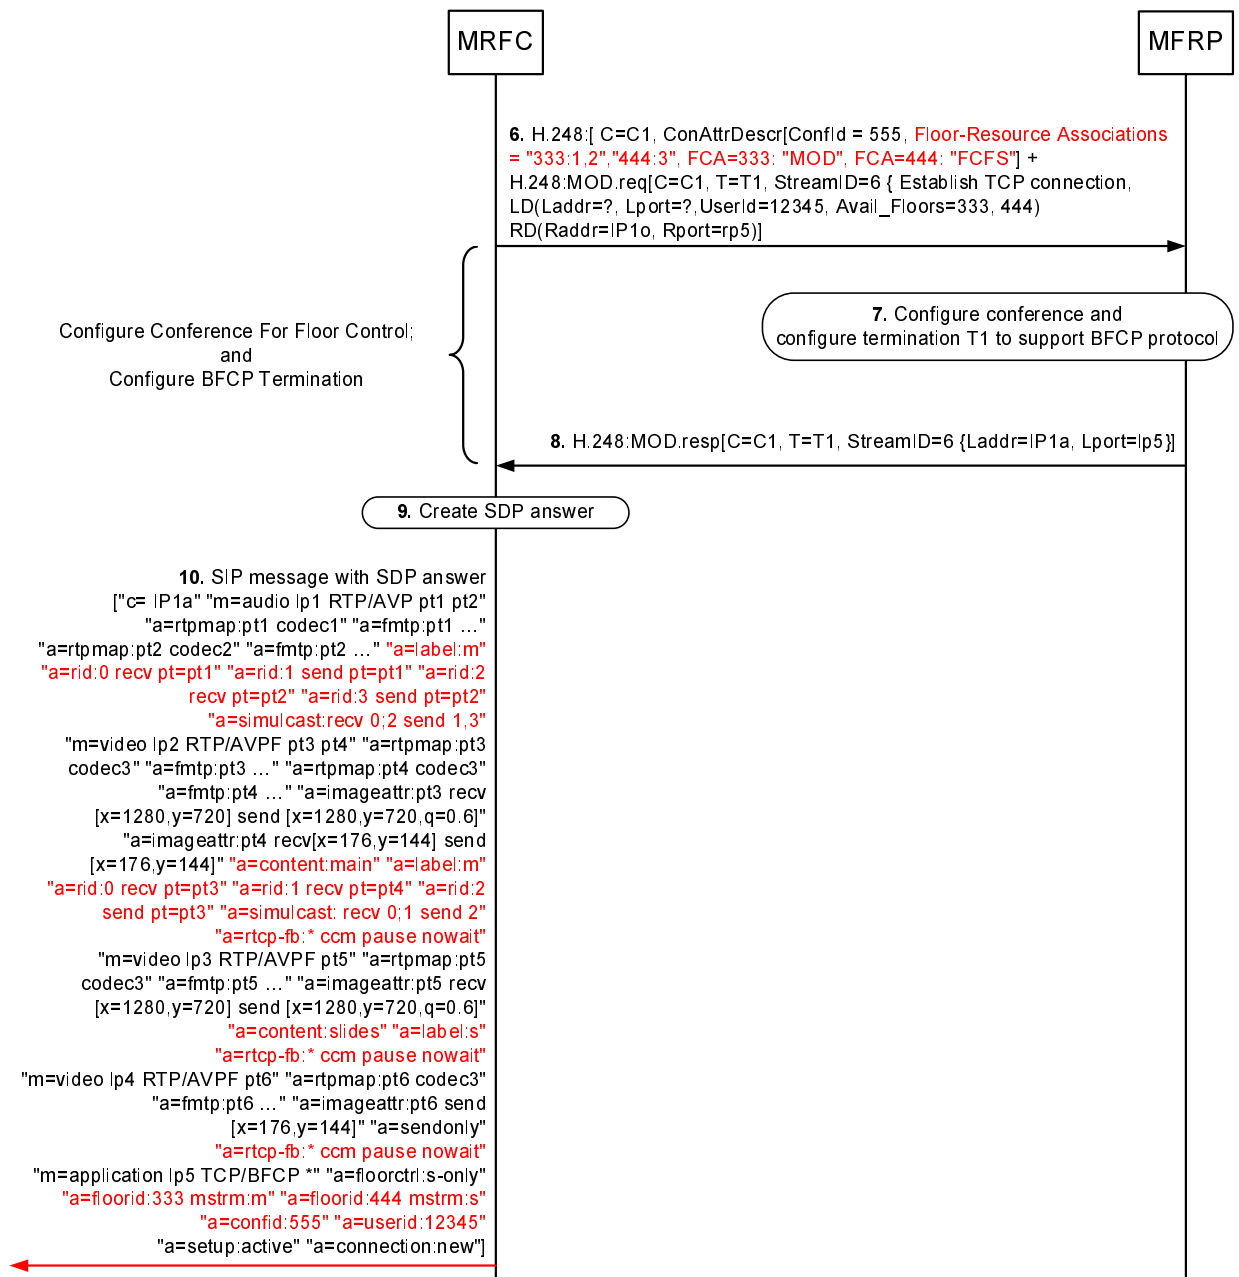 MRFC
MFRP
6. H.248:[ C=C1, ConAttrDescr[ConfId = 555, Floor-Resource Associations
= "333:1,2","444:3", FCA=333: "MOD", FCA=444: "FCFS"] +
H.248:MOD.req[C=C1, T=T1, StreamID=6 { Establish TCP connection,
LD(Laddr=?, Lport=?,UserId=12345, Avail_Floors=333, 444)
RD(Raddr=IP1o, Rport=rp5)]
7. Configure conference and
configure termination T1 to support BFCP protocol
Configure Conference For Floor Control;
and
Configure BFCP Termination
8. H.248:MOD.resp[C=C1, T=T1, StreamID=6 {Laddr=IP1a, Lport=lp5}]
9. Create SDP answer
10. SIP message with SDP answer
["c= IP1a" "m=audio lp1 RTP/AVP pt1 pt2"
"a=rtpmap:pt1 codec1" "a=fmtp:pt1 …"
"a=rtpmap:pt2 codec2" "a=fmtp:pt2 …" "a=label:m"
"a=rid:0 recv pt=pt1" "a=rid:1 send pt=pt1" "a=rid:2
recv pt=pt2" "a=rid:3 send pt=pt2"
"a=simulcast:recv 0;2 send 1,3"
"m=video lp2 RTP/AVPF pt3 pt4" "a=rtpmap:pt3
codec3" "a=fmtp:pt3 …" "a=rtpmap:pt4 codec3"
"a=fmtp:pt4 …" "a=imageattr:pt3 recv
[x=1280,y=720] send [x=1280,y=720,q=0.6]"
"a=imageattr:pt4 recv[x=176,y=144] send
[x=176,y=144]" "a=content:main" "a=label:m"
"a=rid:0 recv pt=pt3" "a=rid:1 recv pt=pt4" "a=rid:2
send pt=pt3" "a=simulcast: recv 0;1 send 2"
"a=rtcp-fb:* ccm pause nowait"
"m=video lp3 RTP/AVPF pt5" "a=rtpmap:pt5
codec3" "a=fmtp:pt5 …" "a=imageattr:pt5 recv
[x=1280,y=720] send [x=1280,y=720,q=0.6]"
"a=content:slides" "a=label:s"
"a=rtcp-fb:* ccm pause nowait"
"m=video lp4 RTP/AVPF pt6" "a=rtpmap:pt6 codec3"
"a=fmtp:pt6 …" "a=imageattr:pt6 send
[x=176,y=144]" "a=sendonly"
"a=rtcp-fb:* ccm pause nowait"
"m=application lp5 TCP/BFCP *" "a=floorctrl:s-only"
"a=floorid:333 mstrm:m" "a=floorid:444 mstrm:s"
"a=confid:555" "a=userid:12345"
"a=setup:active" "a=connection:new"]